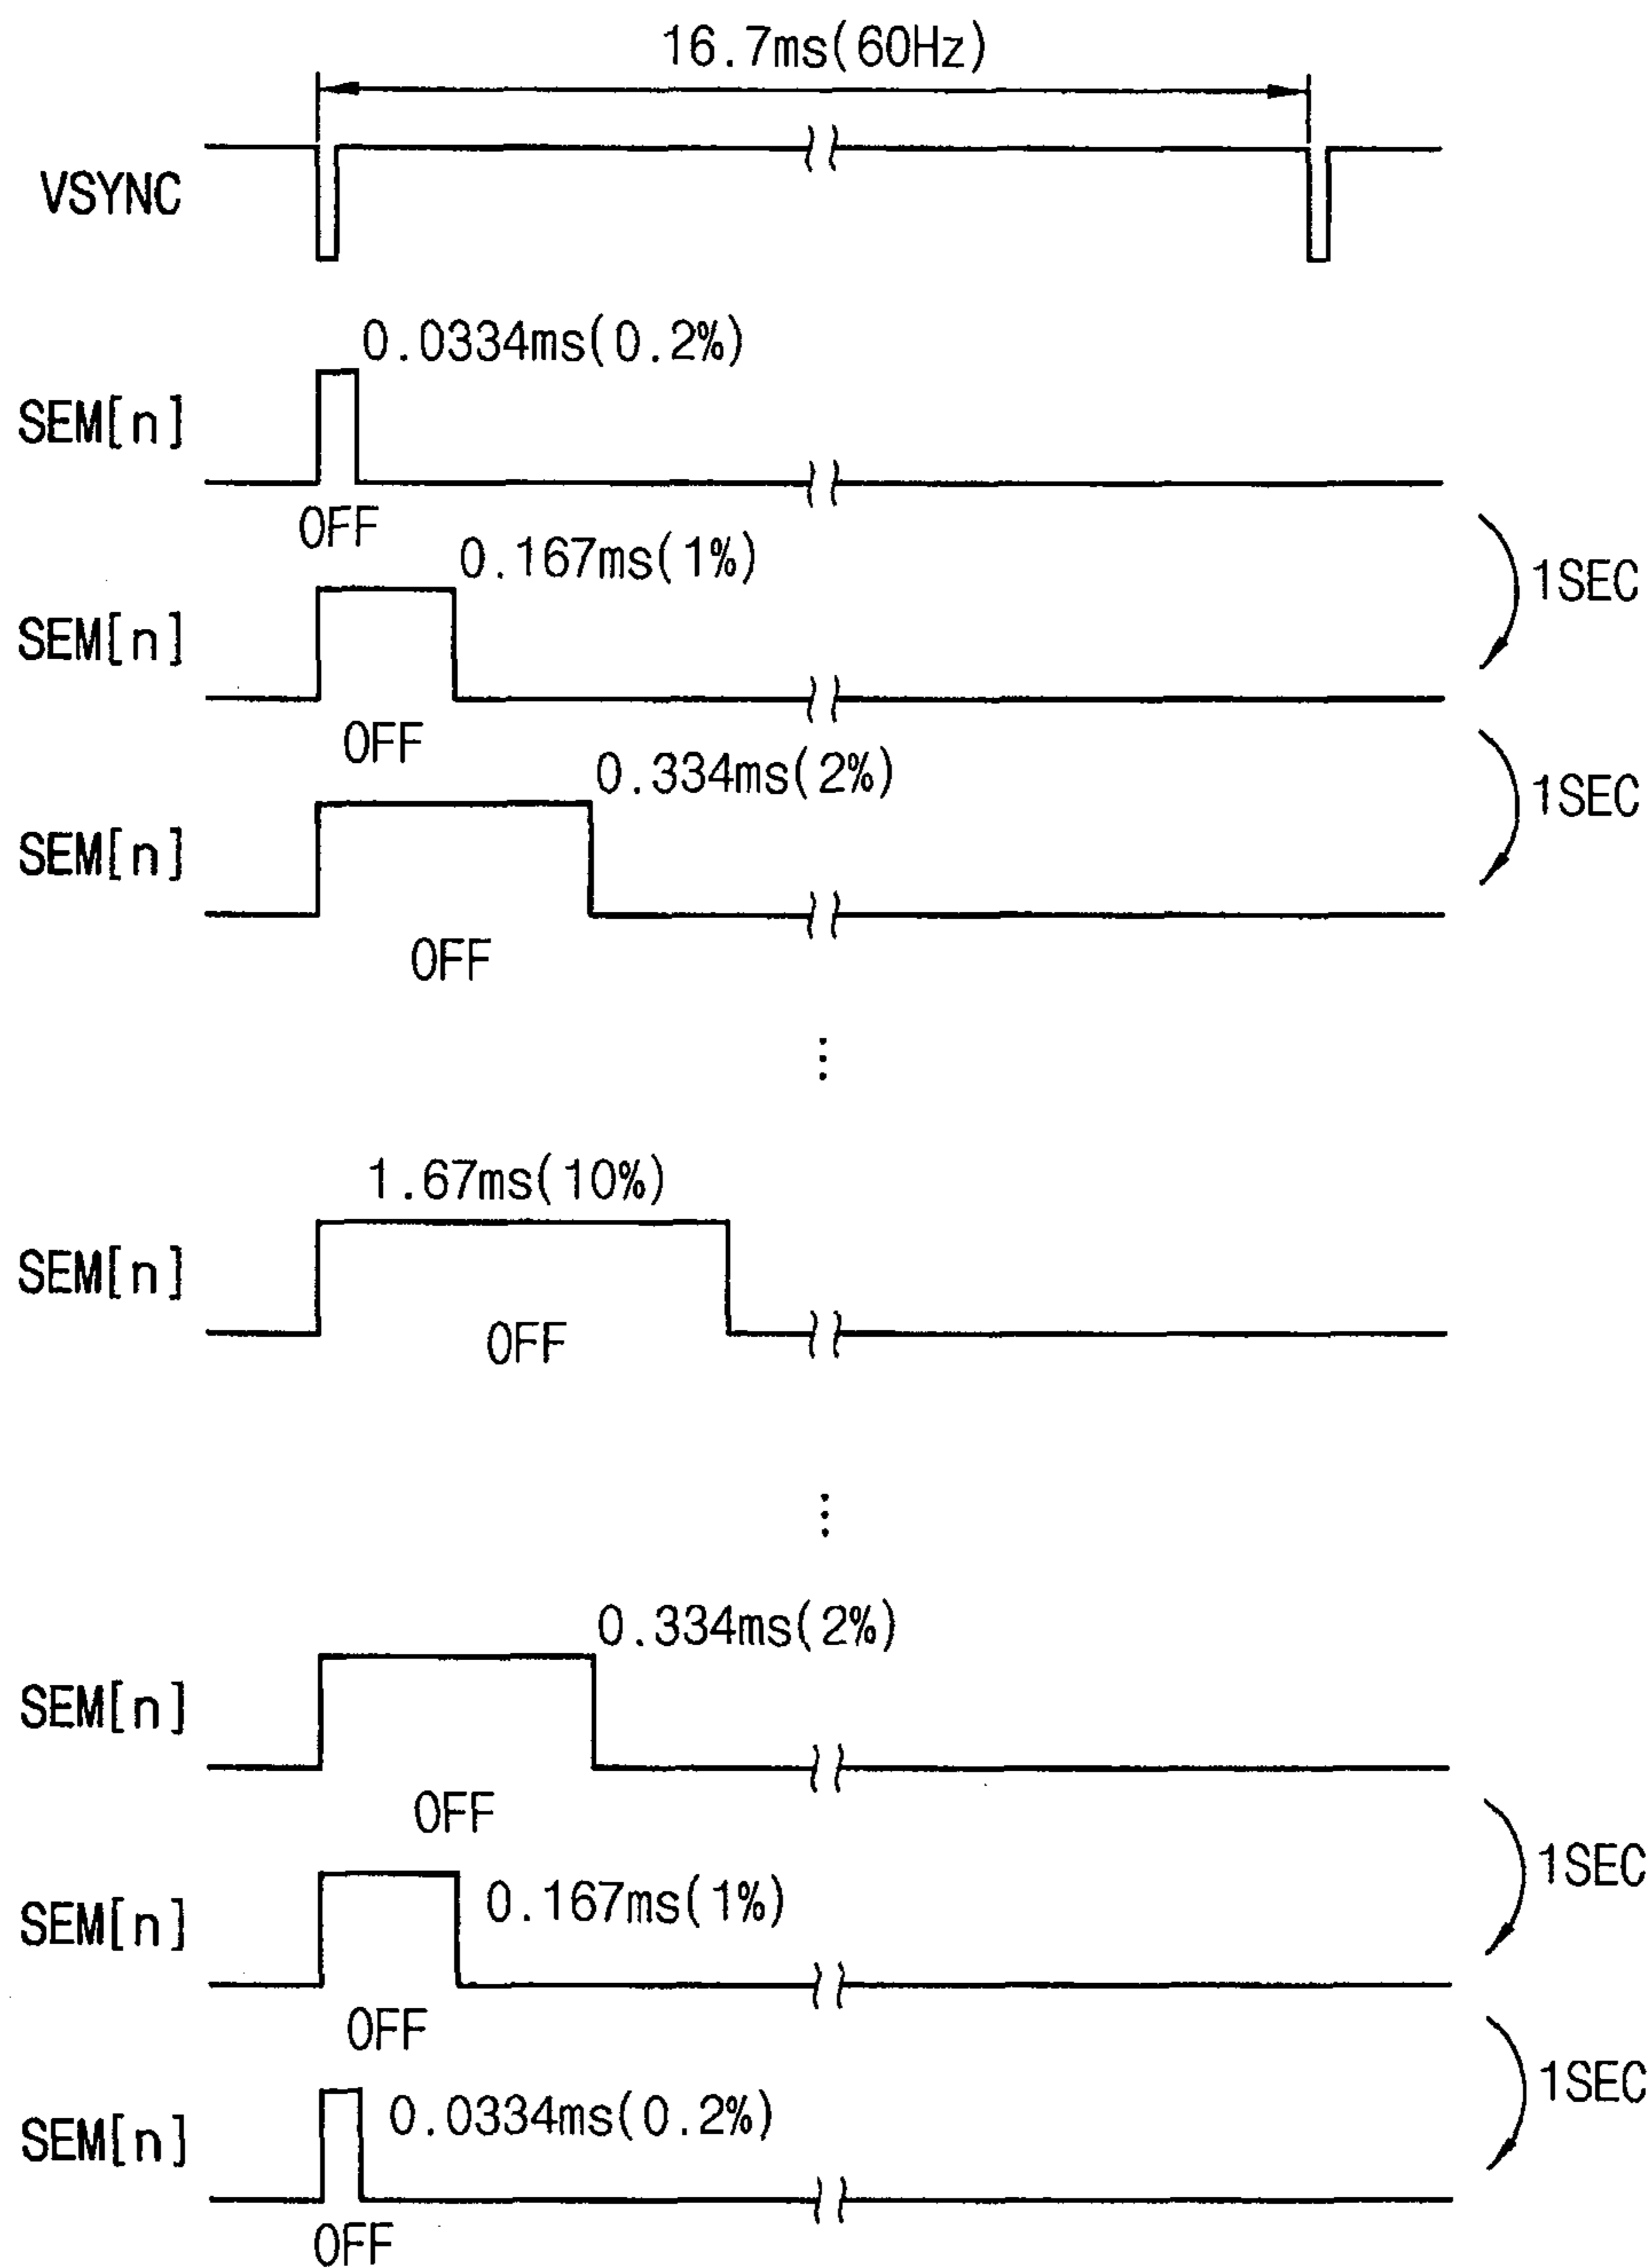 16.7ms(60Hz)
VSYNC
0.0334ms(0.2%)
SEM[n]
OFF
0.167ms(1%)
1SEC
SEM[n]
OFF
0.334ms(2%)
1SEC
SEM[n]
OFF
⋮
1.67ms(10%)
SEM[n]
OFF
⋮
0.334ms(2%)
SEM[n]
OFF
1SEC
0.167ms(1%)
SEM[n]
OFF
1SEC
0.0334ms(0.2%)
SEM[n]
OFF